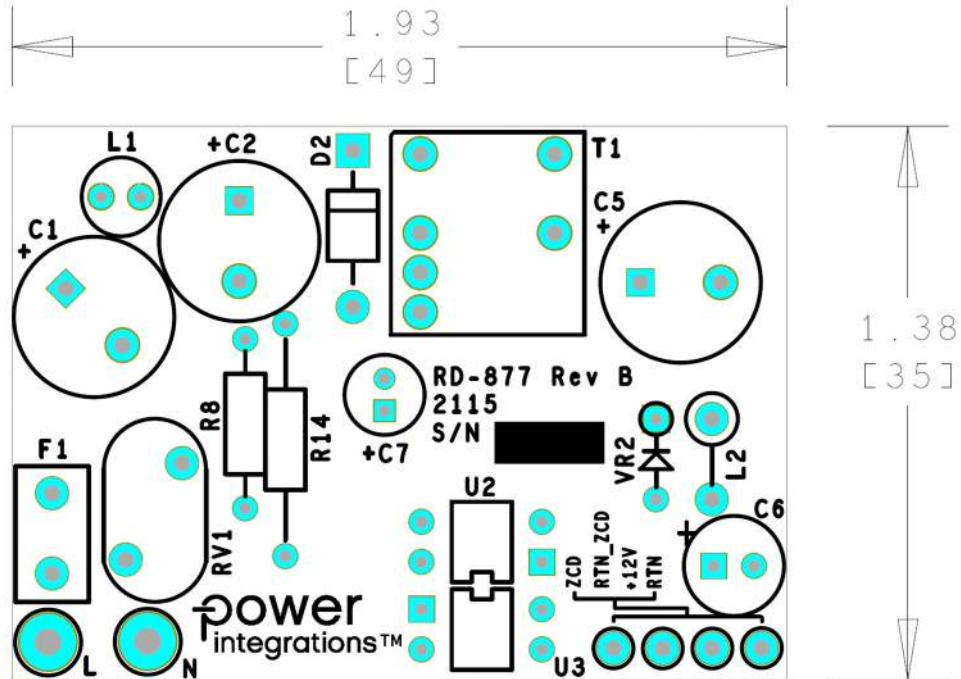 1.93
[49]
L1
+C2
D2
T1
C5
+
+C1
1.38
[35]
RD-877 Rev B
2115
S/N
R8
R14
+C7
F1
VR2
L2
U2
C6
+
RV1
ZCD
RTN_ZCD
+12V
RTN
power
integrations™
L
N
U3